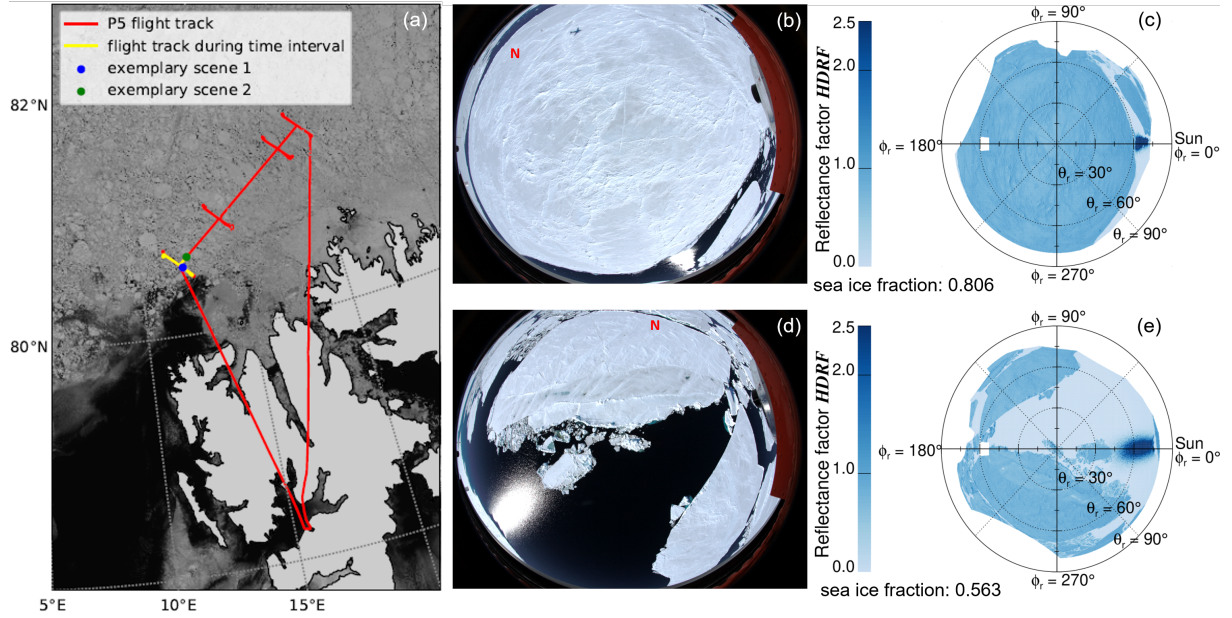 P5 flight track
flight track during time interval
exemplary scene 1
exemplary scene 2
(a)
82°N
80°N
5°E
10°E
15°E
(b)
N
2.5
2.0
1.0
0.0
Reflectance factor HDRF
(c)
ϕr = 90°
ϕr = 180°
Sun
ϕr = 0°
θr = 30°
θr = 60°
θr = 90°
ϕr = 270°
sea ice fraction: 0.806
(d)
N
2.5
2.0
1.0
0.0
Reflectance factor HDRF
(e)
ϕr = 90°
ϕr = 180°
Sun
ϕr = 0°
θr = 30°
θr = 60°
θr = 90°
ϕr = 270°
sea ice fraction: 0.563